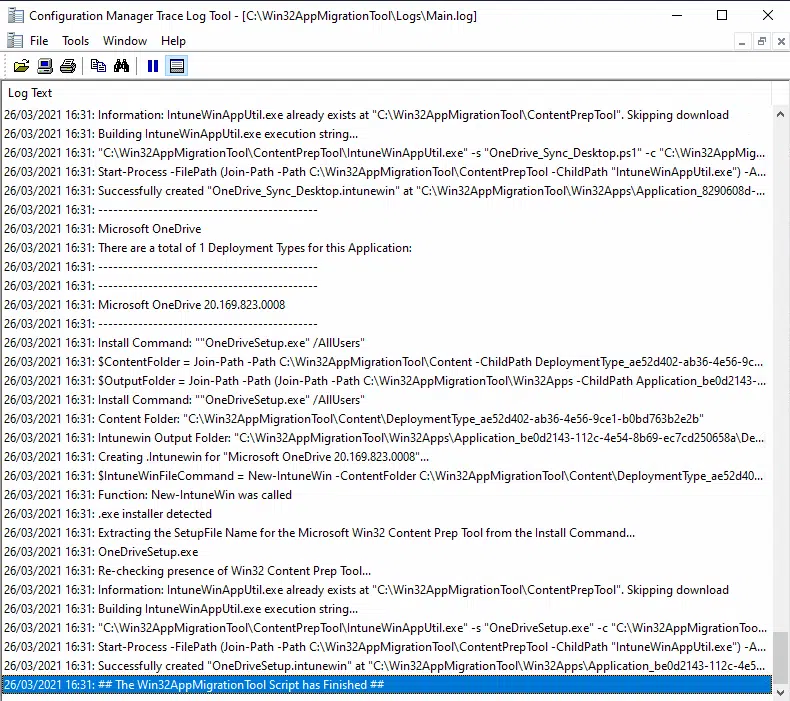 Configuration Manager Trace Log Tool - [C:\Win32AppMigrationTool\Logs\Main.log]
File Tools Window Help
Log Text
26/03/2021 16:31: Information: IntuneWinAppUtil.exe already exists at "C:\Win32AppMigrationTool\ContentPrepTool". Skipping download
26/03/2021 16:31: Building IntuneWinAppUtil.exe execution string...
26/03/2021 16:31: "C:\Win32AppMigrationTool\ContentPrepTool\IntuneWinAppUtil.exe" -s "OneDrive_Sync_Desktop.ps1" -c "C:\Win32AppMig...
26/03/2021 16:31: Start-Process -FilePath (Join-Path -Path C:\Win32AppMigrationTool\ContentPrepTool -ChildPath "IntuneWinAppUtil.exe") -A...
26/03/2021 16:31: Successfully created "OneDrive_Sync_Desktop.intunewin" at "C:\Win32AppMigrationTool\Win32Apps\Application_8290608d-...
26/03/2021 16:31: --------------------------------------------
26/03/2021 16:31: Microsoft OneDrive
26/03/2021 16:31: There are a total of 1 Deployment Types for this Application:
26/03/2021 16:31: --------------------------------------------
26/03/2021 16:31: --------------------------------------------
26/03/2021 16:31: Microsoft OneDrive 20.169.823.0008
26/03/2021 16:31: --------------------------------------------
26/03/2021 16:31: Install Command: ""OneDriveSetup.exe" /AllUsers"
26/03/2021 16:31: $ContentFolder = Join-Path -Path C:\Win32AppMigrationTool\Content -ChildPath DeploymentType_ae52d402-ab36-4e56-9c...
26/03/2021 16:31: $OutputFolder = Join-Path -Path (Join-Path -Path C:\Win32AppMigrationTool\Win32Apps -ChildPath Application_be0d2143-...
26/03/2021 16:31: Install Command: ""OneDriveSetup.exe" /AllUsers"
26/03/2021 16:31: Content Folder: "C:\Win32AppMigrationTool\Content\DeploymentType_ae52d402-ab36-4e56-9ce1-b0bd763b2e2b"
26/03/2021 16:31: Intunewin Output Folder: "C:\Win32AppMigrationTool\Win32Apps\Application_be0d2143-112c-4e54-8b69-ec7cd250658a\De...
26/03/2021 16:31: Creating .Intunewin for "Microsoft OneDrive 20.169.823.0008"...
26/03/2021 16:31: $IntuneWinFileCommand = New-IntuneWin -ContentFolder C:\Win32AppMigrationTool\Content\DeploymentType_ae52d40...
26/03/2021 16:31: Function: New-IntuneWin was called
26/03/2021 16:31: .exe installer detected
26/03/2021 16:31: Extracting the SetupFile Name for the Microsoft Win32 Content Prep Tool from the Install Command...
26/03/2021 16:31: OneDriveSetup.exe
26/03/2021 16:31: Re-checking presence of Win32 Content Prep Tool...
26/03/2021 16:31: Information: IntuneWinAppUtil.exe already exists at "C:\Win32AppMigrationTool\ContentPrepTool". Skipping download
26/03/2021 16:31: Building IntuneWinAppUtil.exe execution string...
26/03/2021 16:31: "C:\Win32AppMigrationTool\ContentPrepTool\IntuneWinAppUtil.exe" -s "OneDriveSetup.exe" -c "C:\Win32AppMigrationToo...
26/03/2021 16:31: Start-Process -FilePath (Join-Path -Path C:\Win32AppMigrationTool\ContentPrepTool -ChildPath "IntuneWinAppUtil.exe") -A...
26/03/2021 16:31: Successfully created "OneDriveSetup.intunewin" at "C:\Win32AppMigrationTool\Win32Apps\Application_be0d2143-112c-4e5...
26/03/2021 16:31: ## The Win32AppMigrationTool Script has Finished ##